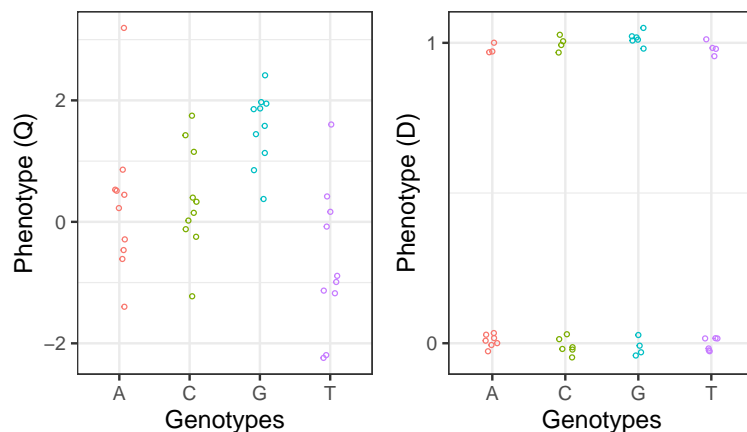 Phenotype (Q)
2
0
−2
A C G T
Genotypes
Phenotype (D)
1
0
A C G T
Genotypes